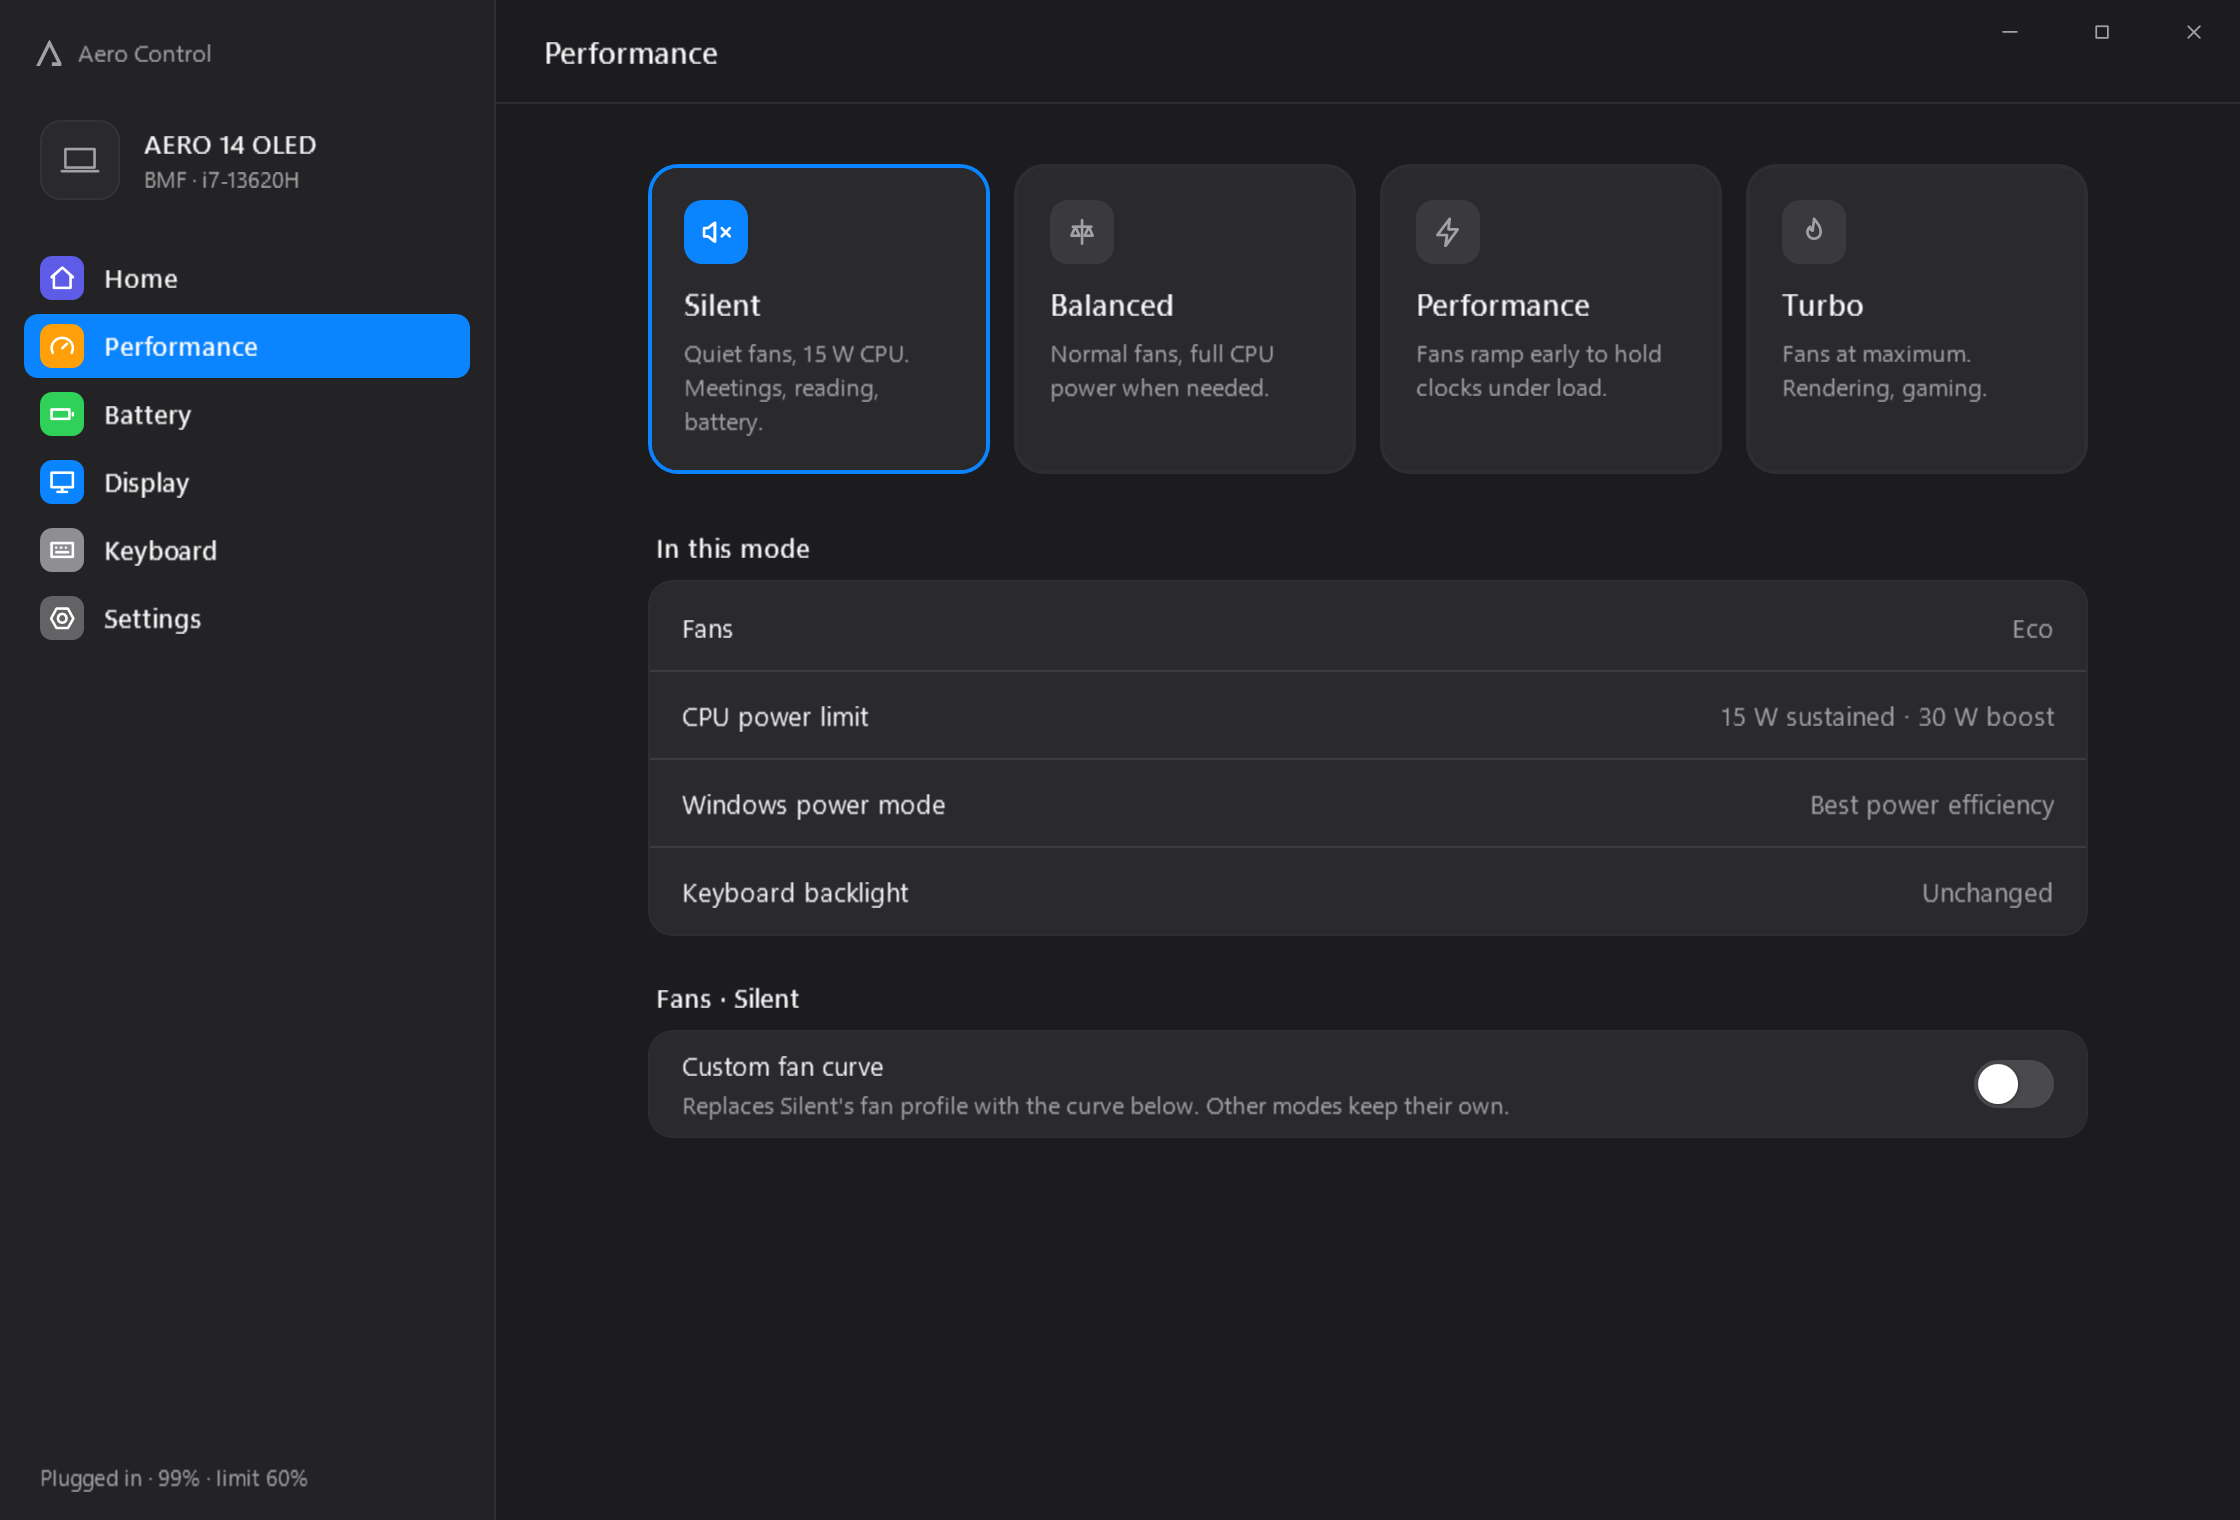 Aero Control
AERO 14 OLED
BMF · i7-13620H
Home
Performance
Battery
Display
Keyboard
Settings
Plugged in · 99% · limit 60%
Performance
Silent
Quiet fans, 15 W CPU.
Meetings, reading,
battery.
Balanced
Normal fans, full CPU
power when needed.
Performance
Fans ramp early to hold
clocks under load.
Turbo
Fans at maximum.
Rendering, gaming.
In this mode
Fans Eco
CPU power limit 15 W sustained · 30 W boost
Windows power mode Best power efficiency
Keyboard backlight Unchanged
Fans · Silent
Custom fan curve
Replaces Silent's fan profile with the curve below. Other modes keep their own.